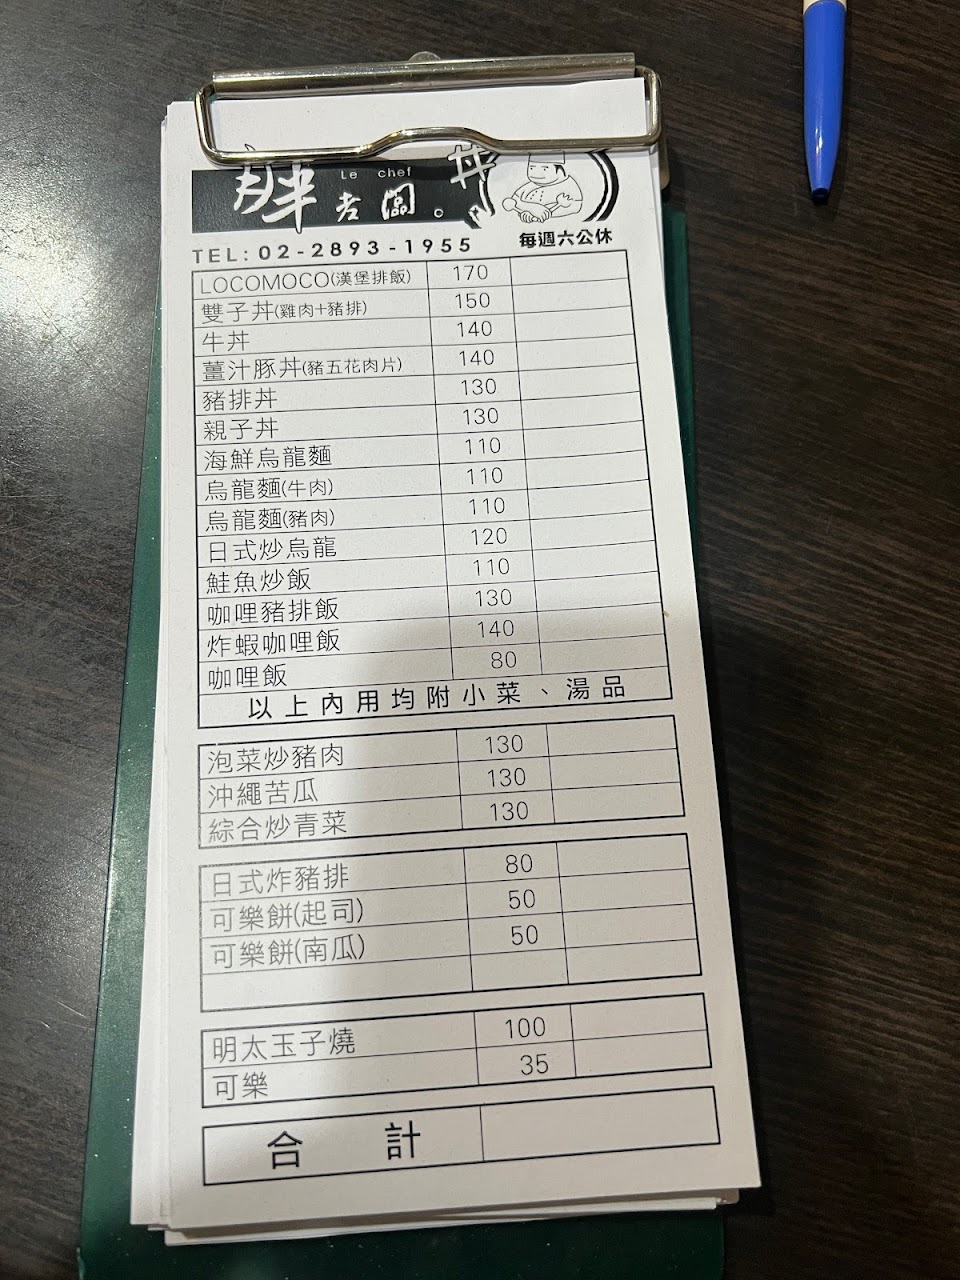 Le chef
胖老闆。丼
TEL:02-2893-1955
每週六公休
LOCOMOCO(漢堡排飯) 170
雙子丼(雞肉+豬排) 150
牛丼 140
薑汁豚丼(豬五花肉片) 140
豬排丼 130
親子丼 130
海鮮烏龍麵 110
烏龍麵(牛肉) 110
烏龍麵(豬肉) 110
日式炒烏龍 120
鮭魚炒飯 110
咖哩豬排飯 130
炸蝦咖哩飯 140
咖哩飯 80
以上內用均附小菜、湯品
泡菜炒豬肉 130
沖繩苦瓜 130
綜合炒青菜 130
日式炸豬排 80
可樂餅(起司) 50
可樂餅(南瓜) 50
明太玉子燒 100
可樂 35
合計